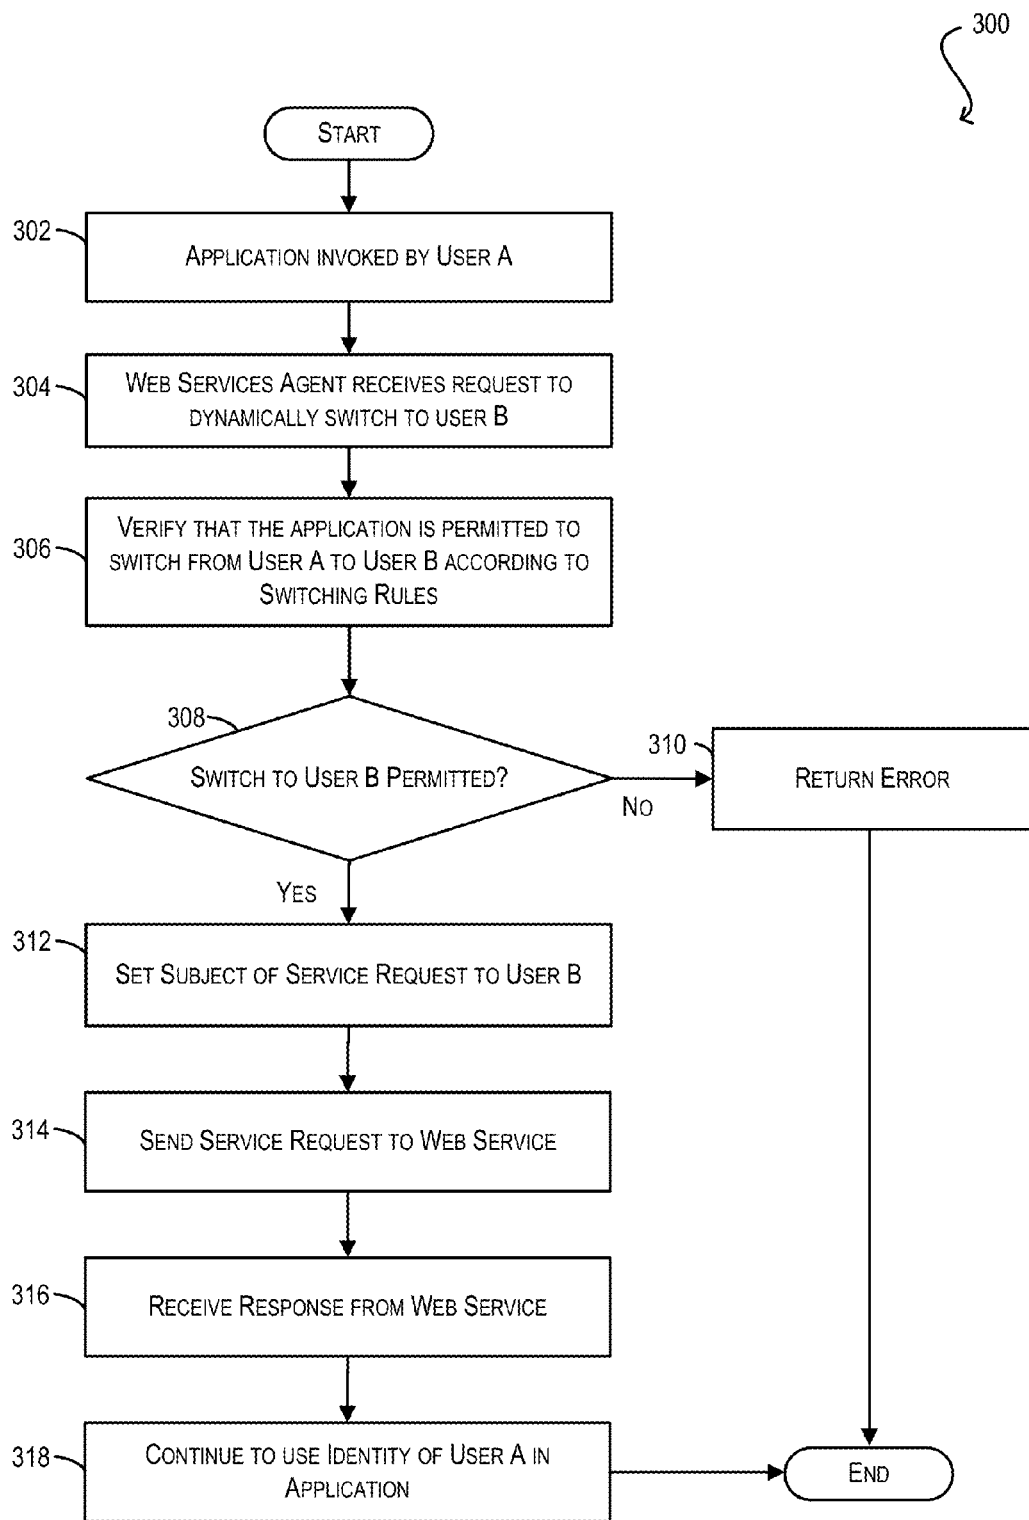 300
START
302
APPLICATION INVOKED BY USER A
304
WEB SERVICES AGENT RECEIVES REQUEST TO
DYNAMICALLY SWITCH TO USER B
306
VERIFY THAT THE APPLICATION IS PERMITTED TO
SWITCH FROM USER A TO USER B ACCORDING TO
SWITCHING RULES
308
SWITCH TO USER B PERMITTED?
NO
310
RETURN ERROR
YES
312
SET SUBJECT OF SERVICE REQUEST TO USER B
314
SEND SERVICE REQUEST TO WEB SERVICE
316
RECEIVE RESPONSE FROM WEB SERVICE
318
CONTINUE TO USE IDENTITY OF USER A IN
APPLICATION
END